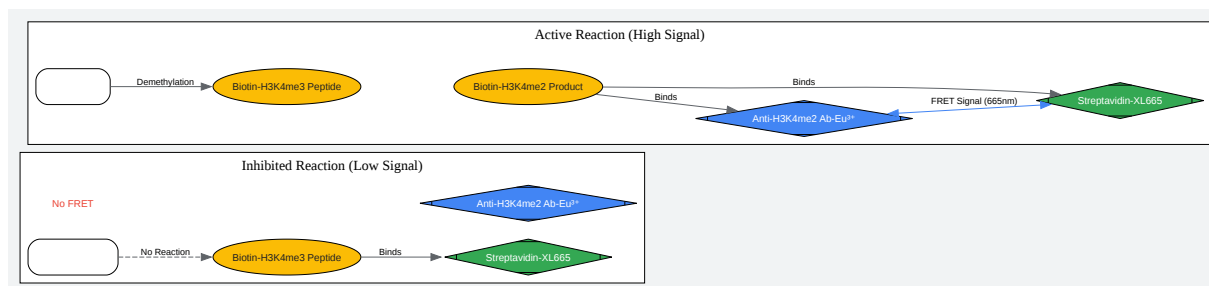 Active Reaction (High Signal)
Demethylation
Biotin-H3K4me3 Peptide
Biotin-H3K4me2 Product
Binds
Binds
Anti-H3K4me2 Ab-Eu³⁺
FRET Signal (665nm)
Streptavidin-XL665
Inhibited Reaction (Low Signal)
No FRET
Anti-H3K4me2 Ab-Eu³⁺
No Reaction
Biotin-H3K4me3 Peptide
Binds
Streptavidin-XL665